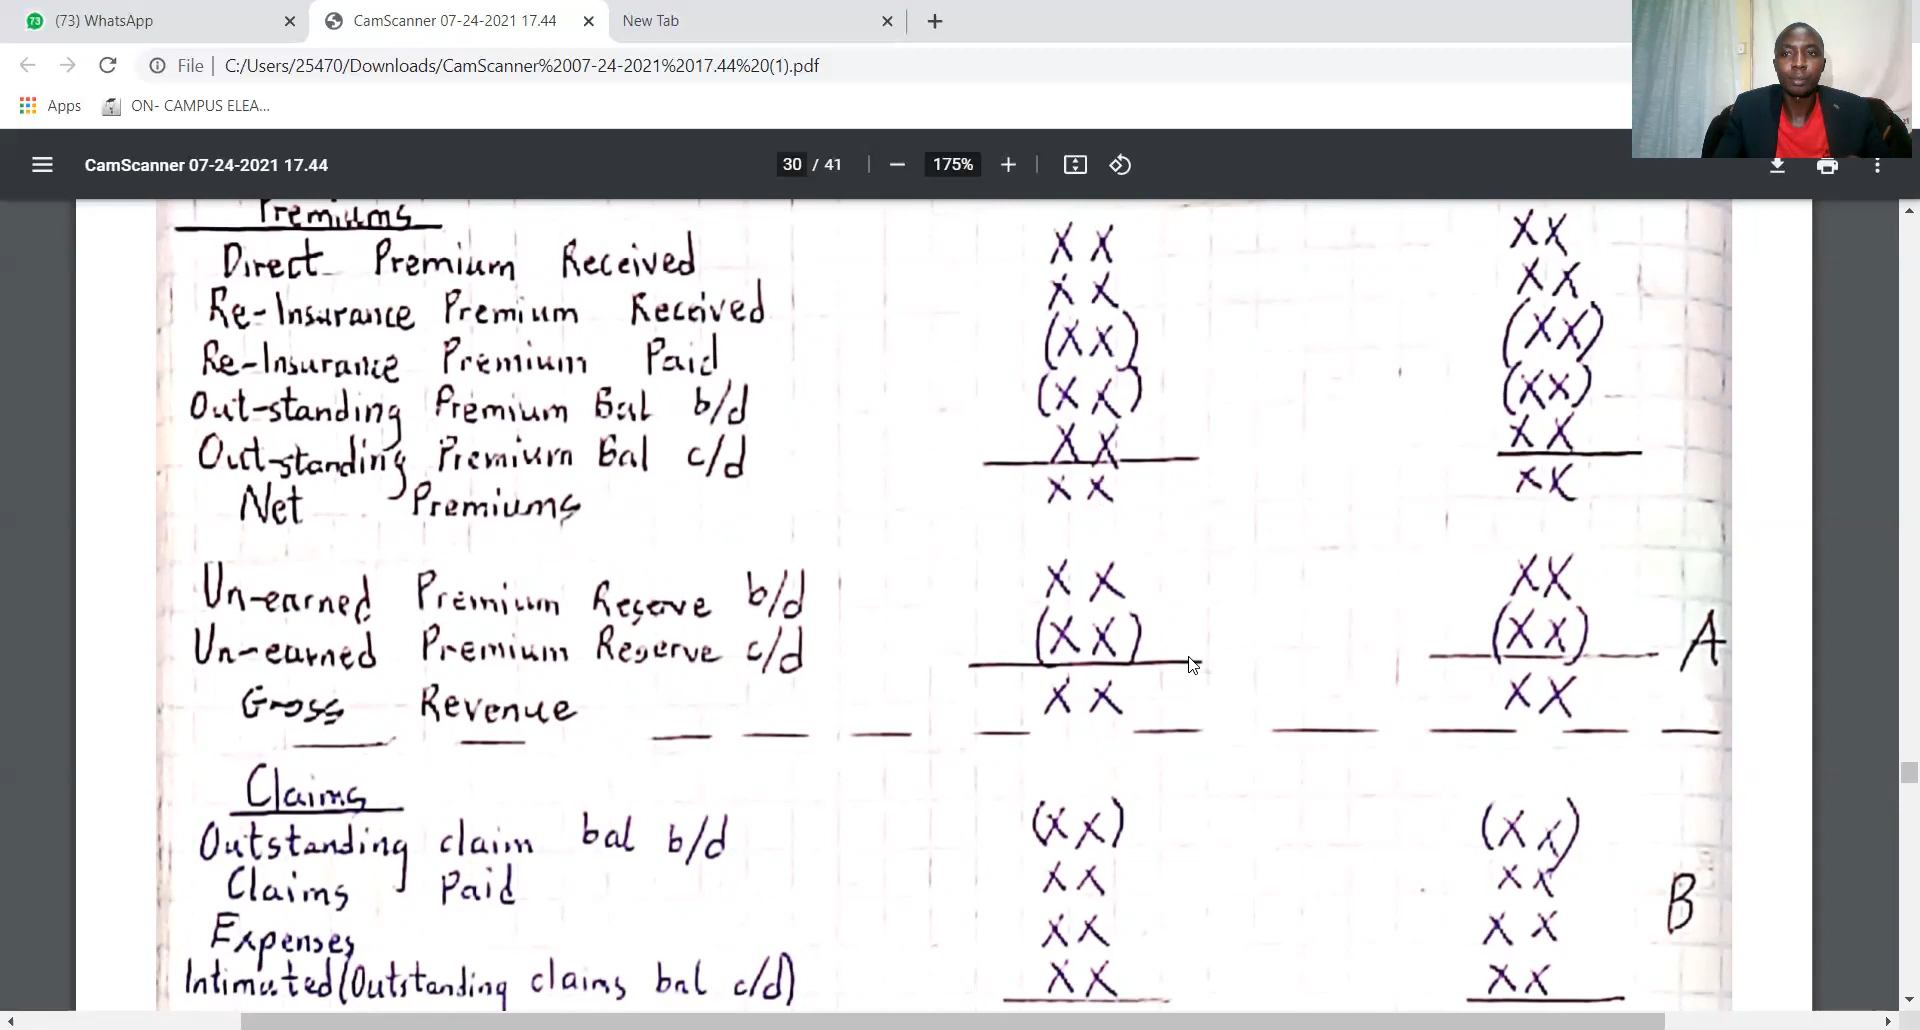 (73) WhatsApp
CamScanner 07-24-2021 17.44
New Tab
File
C:/Users/25470/Downloads/CamScanner%2007-24-2021%2017.44%20(1).pdf
Apps
ON- CAMPUS ELEA...
CamScanner 07-24-2021 17.44
30 / 41
175%
Premiums
Direct Premium Received XX XX
Re-Insurance Premium Received XX XX
Re-Insurance Premium Paid (XX) (XX)
Out-standing Premium Bal b/d (XX) (XX)
Out-standing Premium Bal c/d XX XX
Net Premiums XX XX
Un-earned Premium Reserve b/d XX XX
Un-earned Premium Reserve c/d (XX) (XX) A
Gross Revenue XX XX
Claims
Outstanding claim bal b/d (XX) (XX)
Claims Paid XX XX
Expenses XX XX B
Intimated (Outstanding claims bal c/d) XX XX